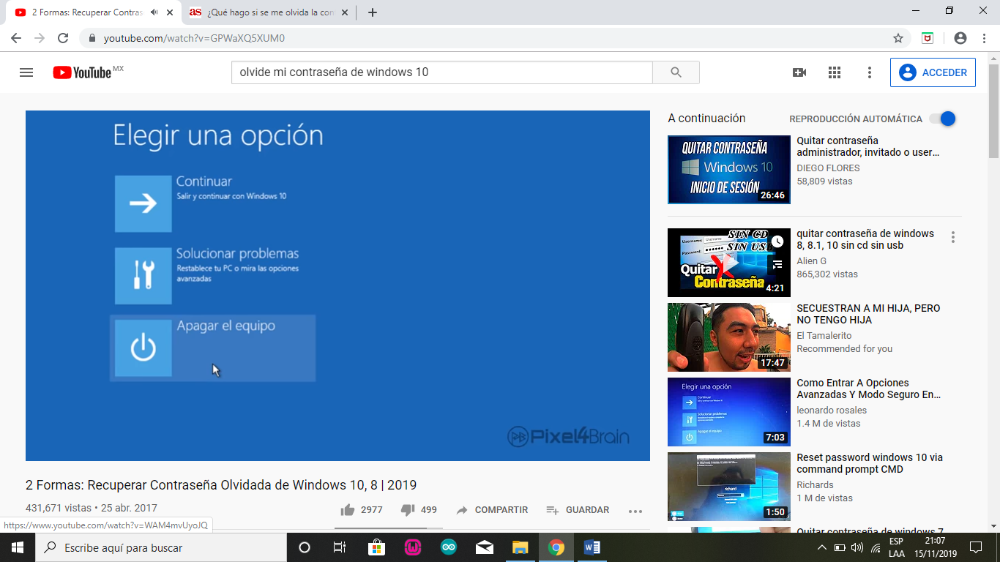 2 Formas: Recuperar Contras
as ¿Qué hago si se me olvida la con
youtube.com/watch?v=GPWaXQ5XUM0
YouTube MX
olvide mi contraseña de windows 10
ACCEDER
Elegir una opción
Continuar
Salir y continuar con Windows 10
Solucionar problemas
Restablece tu PC o mira las opciones
avanzadas
Apagar el equipo
Pixel4Brain
2 Formas: Recuperar Contraseña Olvidada de Windows 10, 8 | 2019
431,671 vistas • 25 abr. 2017
2977
499
COMPARTIR
GUARDAR
A continuación
REPRODUCCIÓN AUTOMÁTICA
QUITAR CONTRASEÑA
Windows 10
INICIO DE SESIÓN
26:46
Quitar contraseña
administrador, invitado o user…
DIEGO FLORES
58,809 vistas
SIN CD
SIN USB
Username:
Username
Password:
Quitar
Contraseña
4:21
quitar contraseña de windows
8, 8.1, 10 sin cd sin usb
Alien G
865,302 vistas
17:47
SECUESTRAN A MI HIJA, PERO
NO TENGO HIJA
El Tamalerito
Recommended for you
Elegir una opción
Continuar
Solucionar problemas
Apagar el equipo
7:03
Como Entrar A Opciones
Avanzadas Y Modo Seguro En…
leonardo rosales
1.4 M de vistas
richard
1:50
Reset password windows 10 via
command prompt CMD
Richards
1 M de vistas
Quitar contraseña de windows 7
https://www.youtube.com/watch?v=WAM4mvUyoJQ
Escribe aquí para buscar
ESP
LAA
21:07
15/11/2019